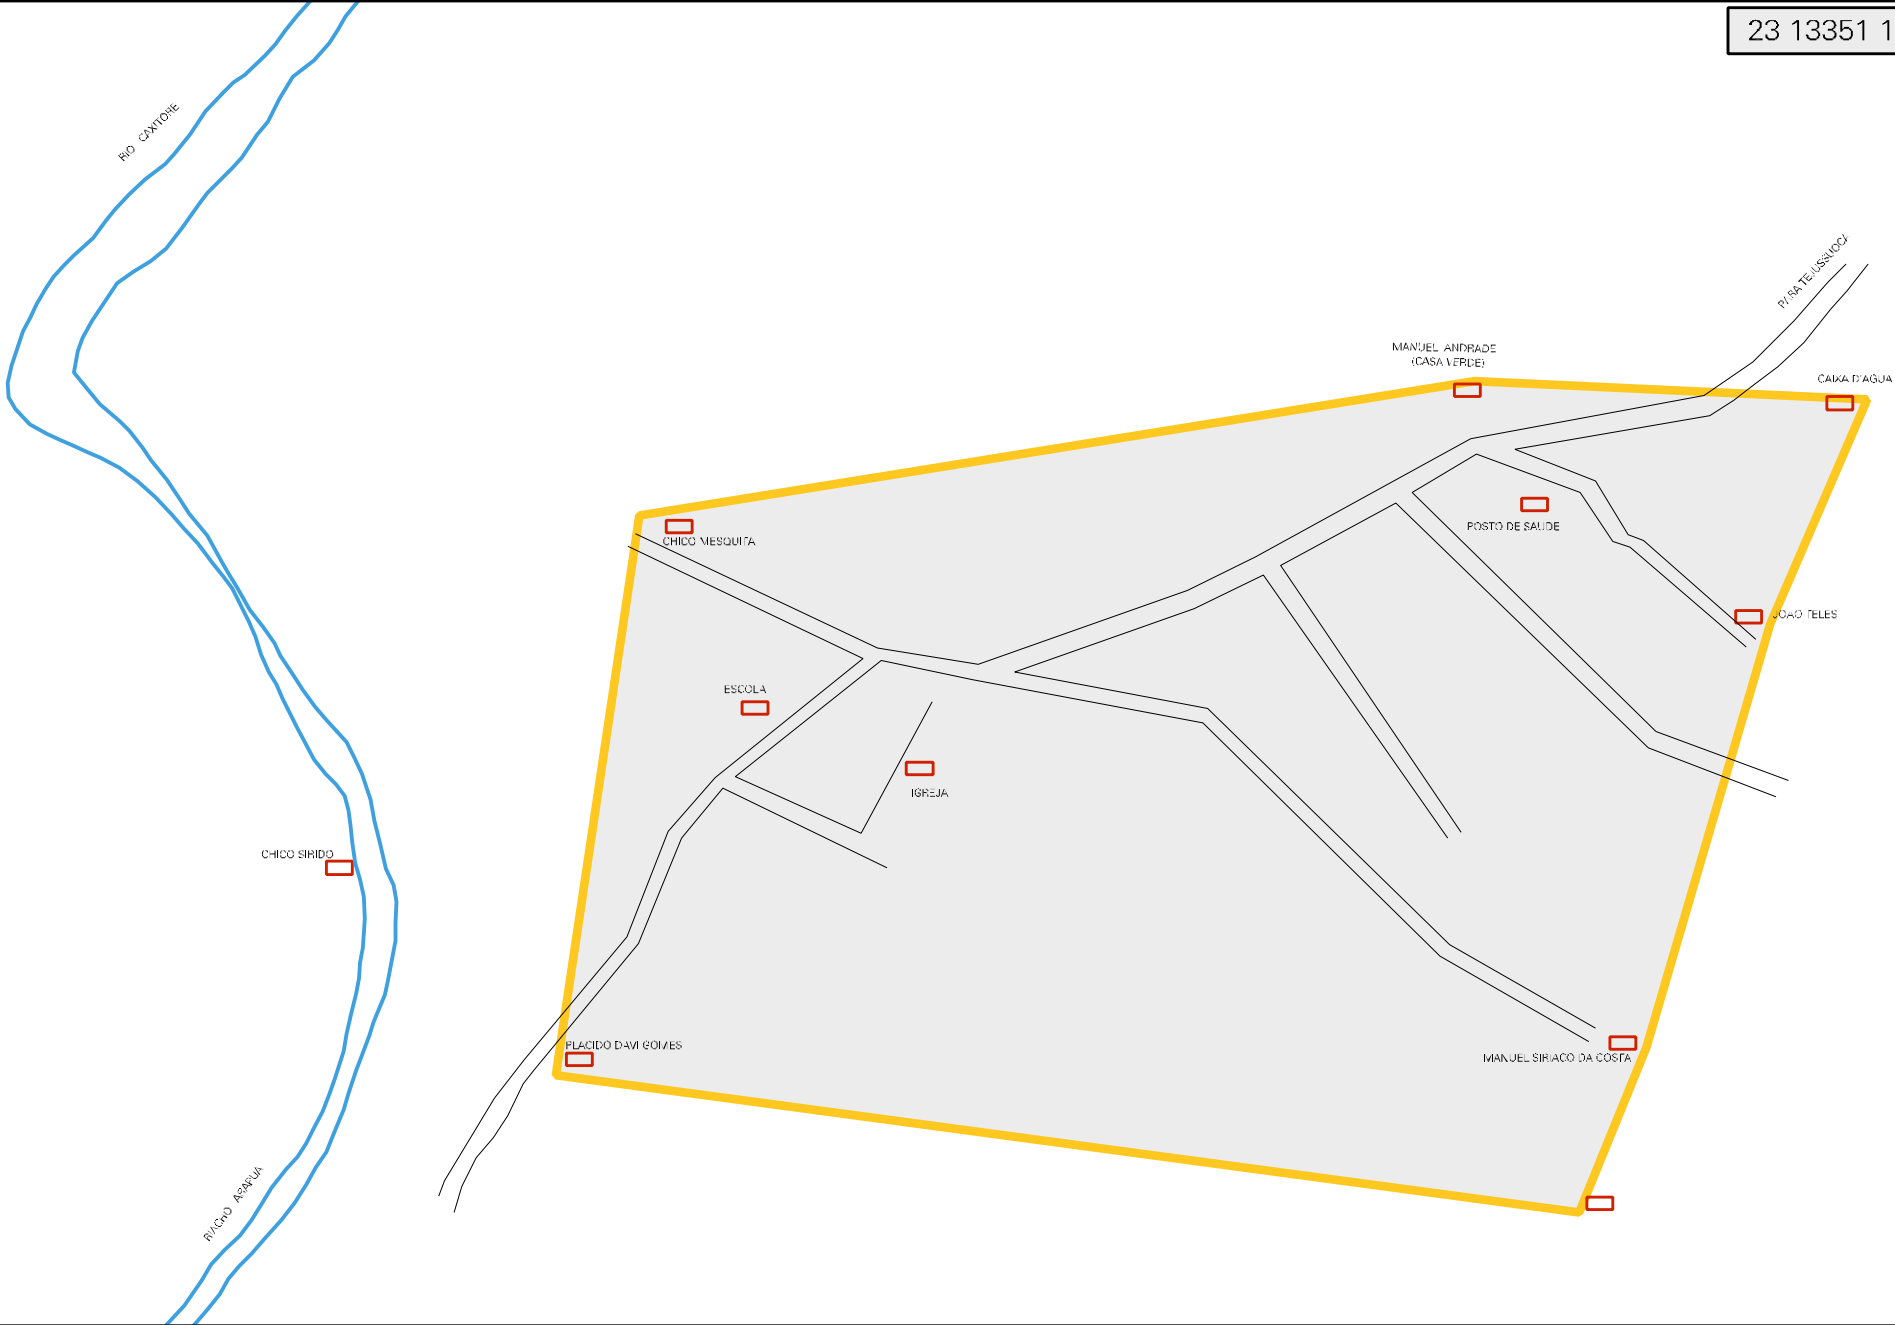 23 13351 1
RIO CAXITORE
PARA TEJUSSUOCA
MANUEL ANDRADE
(CASA VERDE)
CAIXA D'AGUA
CHICO MESQUITA
POSTO DE SAUDE
JOAO TELES
ESCOLA
IGREJA
CHICO SIRIDO
PLACIDO DAVI GOMES
MANUEL SIRIACO DA COSTA
RIACHO ARAPUA